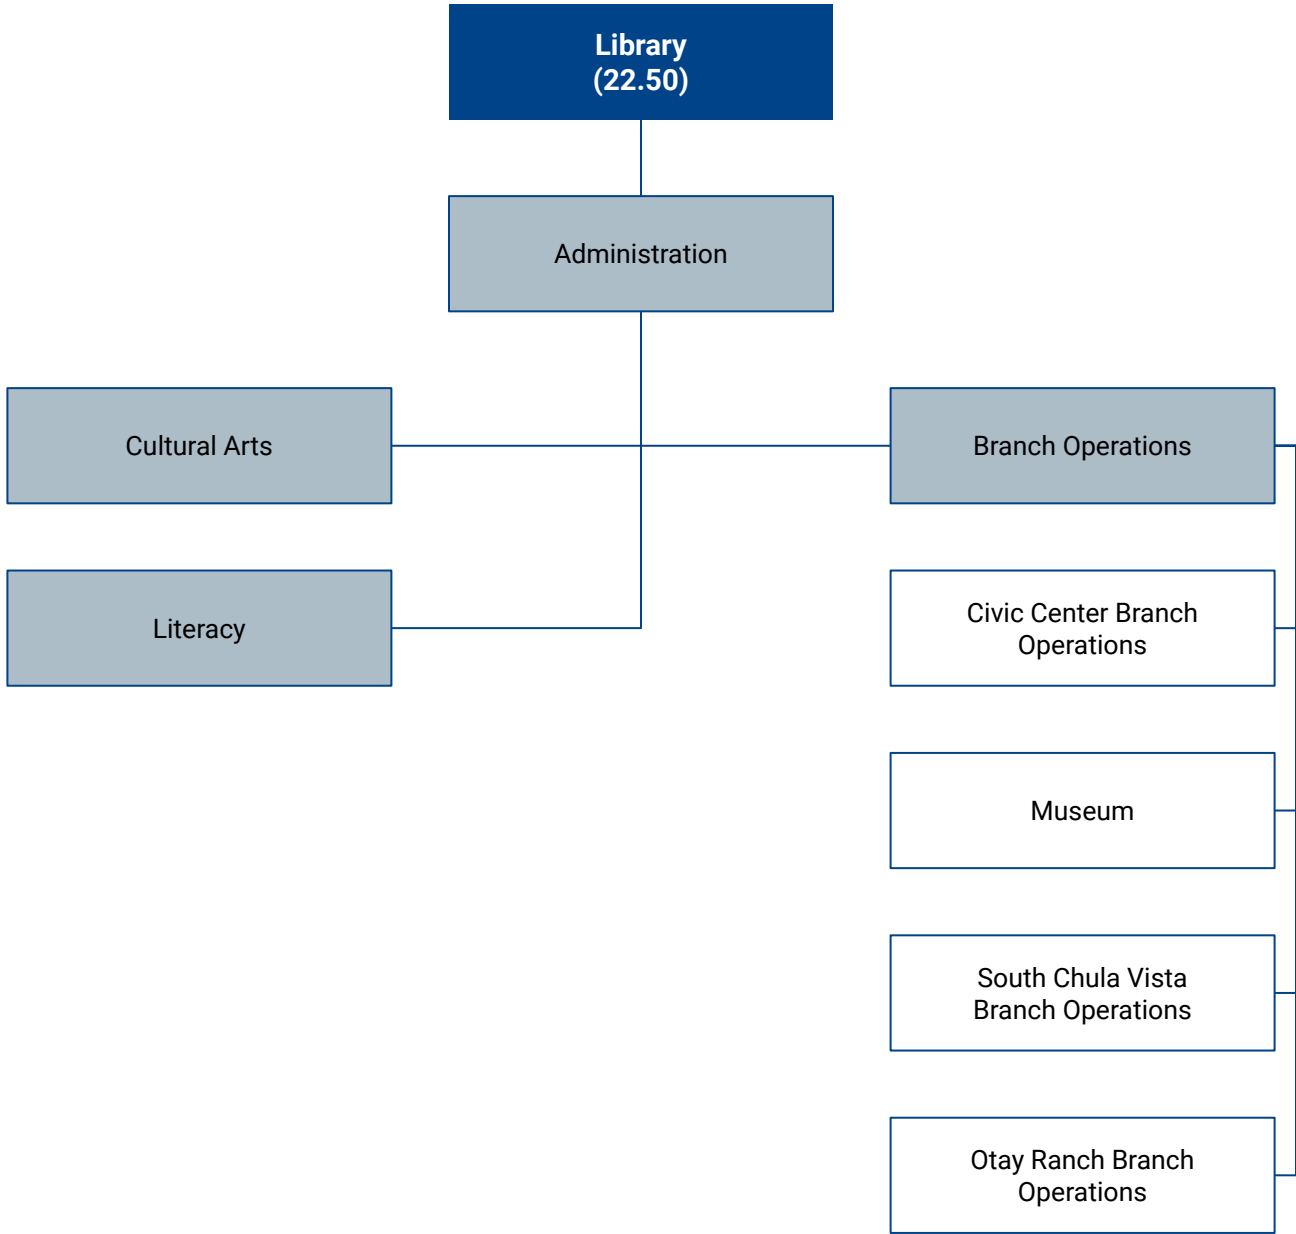 Library
(22.50)
Administration
Cultural Arts
Branch Operations
Literacy
Civic Center Branch
Operations
Museum
South Chula Vista
Branch Operations
Otay Ranch Branch
Operations